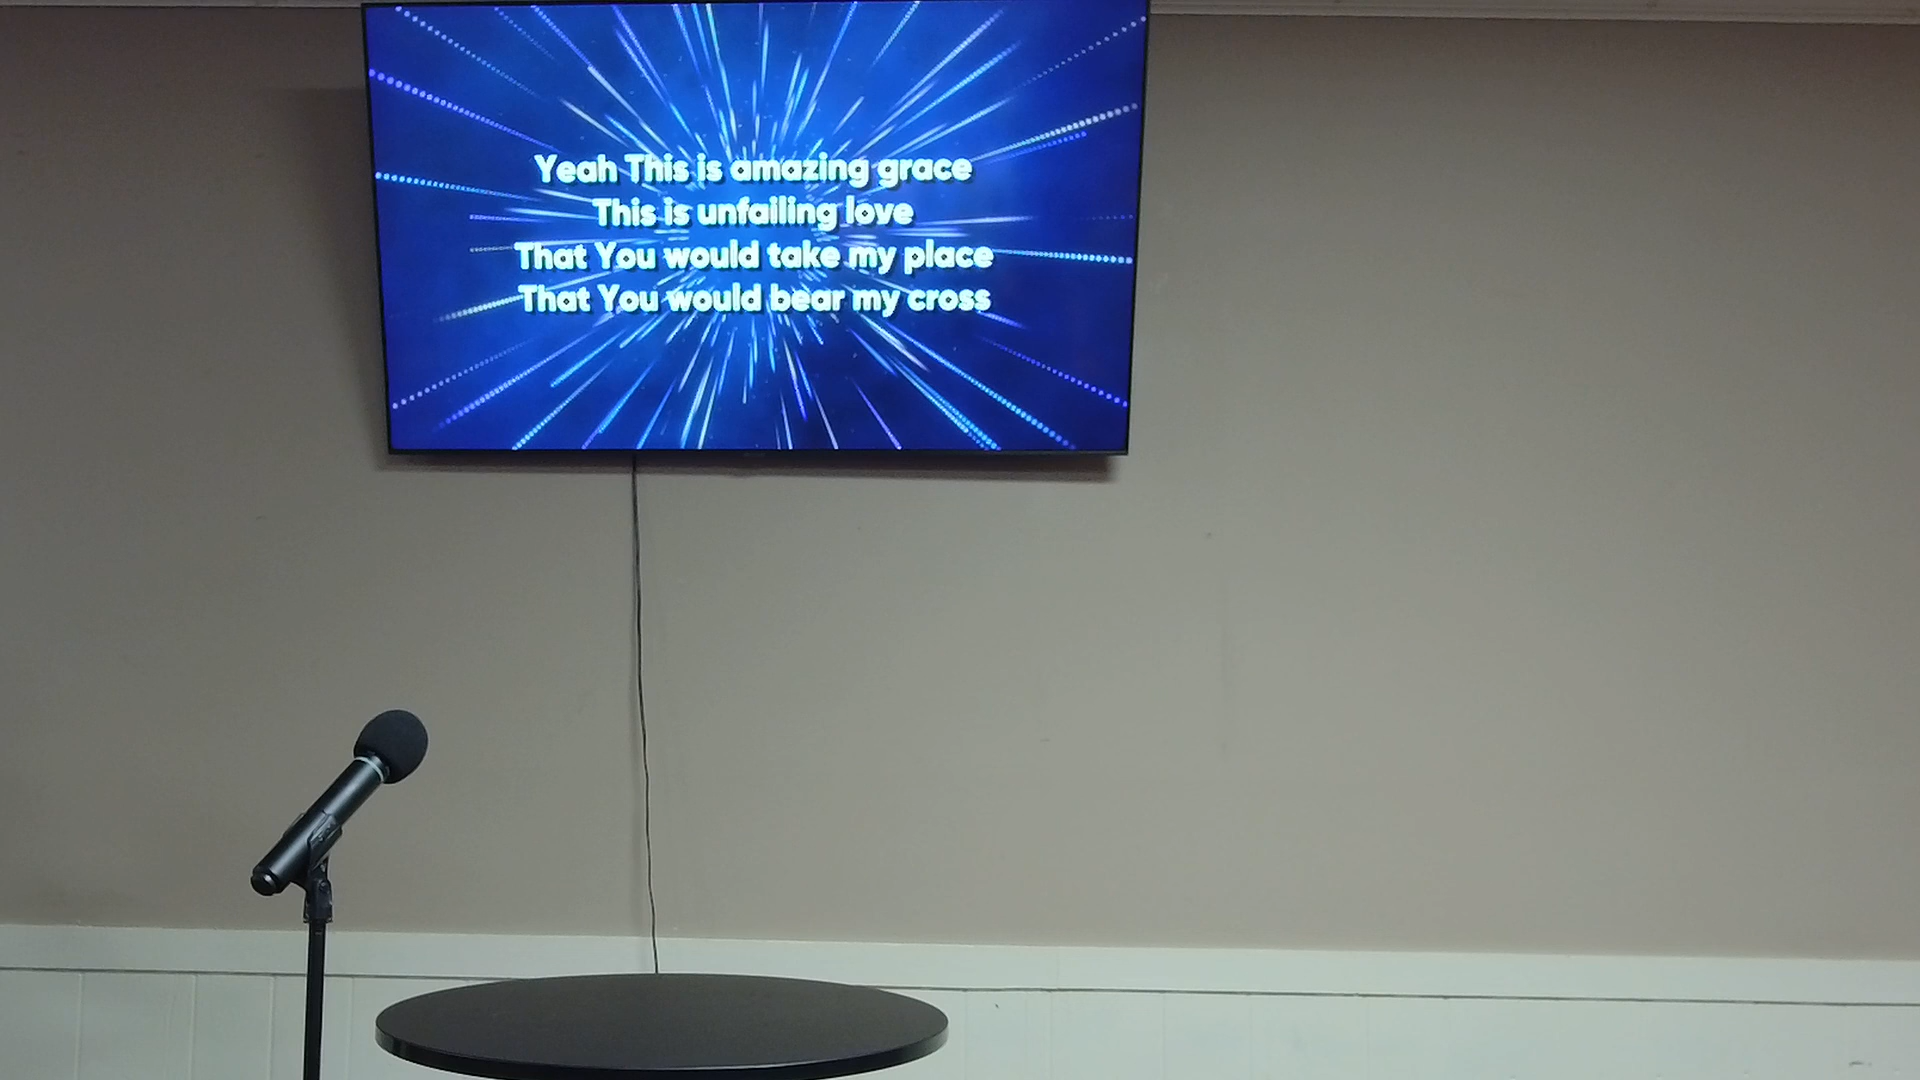 Yeah This is amazing grace
This is unfailing love
That You would take my place
That You would bear my cross